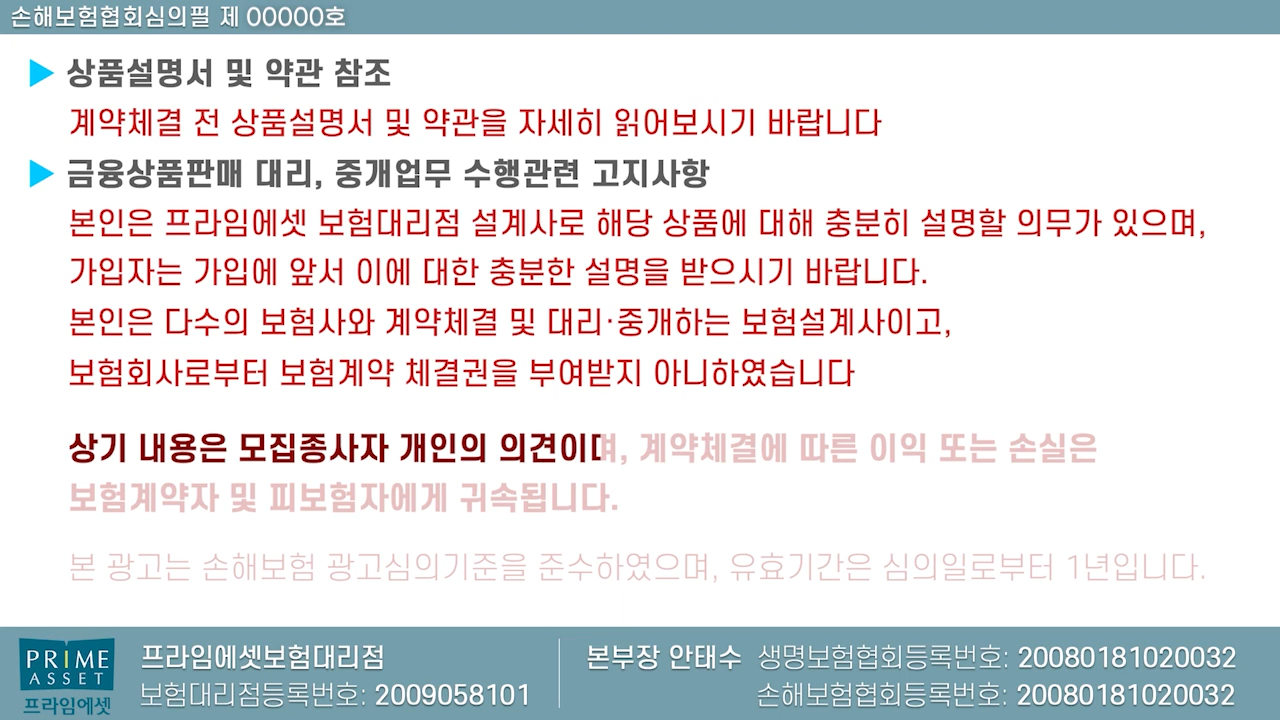 손해보험협회심의필 제 00000호
▶ 상품설명서 및 약관 참조
계약체결 전 상품설명서 및 약관을 자세히 읽어보시기 바랍니다
▶ 금융상품판매 대리, 중개업무 수행관련 고지사항
본인은 프라임에셋 보험대리점 설계사로 해당 상품에 대해 충분히 설명할 의무가 있으며,
가입자는 가입에 앞서 이에 대한 충분한 설명을 받으시기 바랍니다.
본인은 다수의 보험사와 계약체결 및 대리·중개하는 보험설계사이고,
보험회사로부터 보험계약 체결권을 부여받지 아니하였습니다
상기 내용은 모집종사자 개인의 의견이며, 계약체결에 따른 이익 또는 손실은
보험계약자 및 피보험자에게 귀속됩니다.
본 광고는 손해보험 광고심의기준을 준수하였으며, 유효기간은 심의일로부터 1년입니다.
PRIME
ASSET
프라임에셋
프라임에셋보험대리점
보험대리점등록번호: 2009058101
본부장 안태수 생명보험협회등록번호: 20080181020032
손해보험협회등록번호: 20080181020032